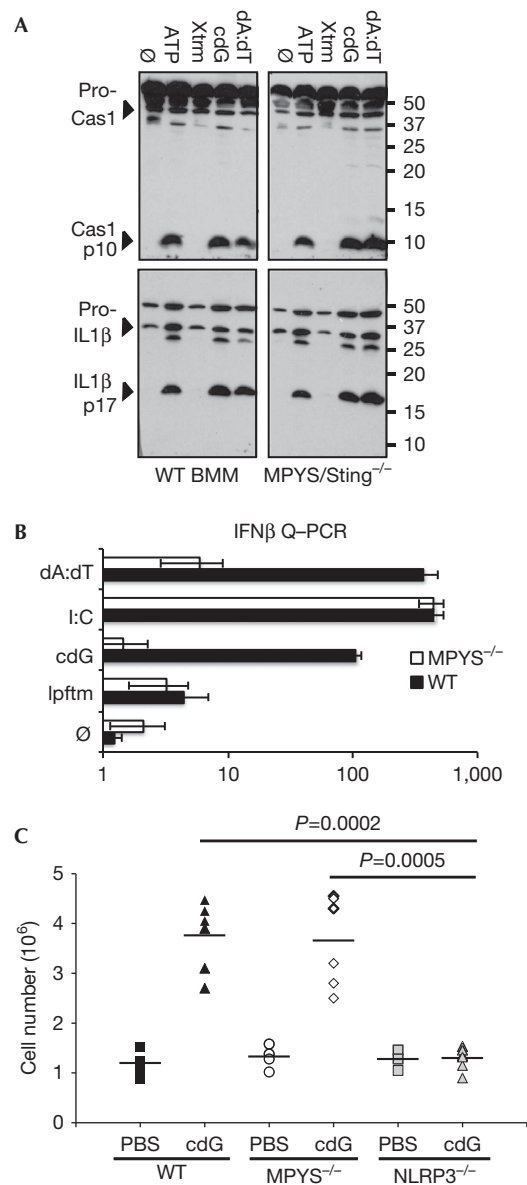 A
Ø ATP Xtrm cdG dA:dT Ø ATP Xtrm cdG dA:dT
Pro-
Cas1
Cas1
p10
50
37
25
20
15
10
Pro-
IL1β
IL1β
p17
50
37
25
20
15
10
WT BMM MPYS/Sting−/−
B
IFNβ Q–PCR
dA:dT
I:C
cdG
lpftm
Ø
MPYS−/−
WT
1 10 100 1,000
C
P=0.0002
P=0.0005
Cell number (10⁶)
5
4
3
2
1
0
PBS cdG PBS cdG PBS cdG
WT MPYS−/− NLRP3−/−